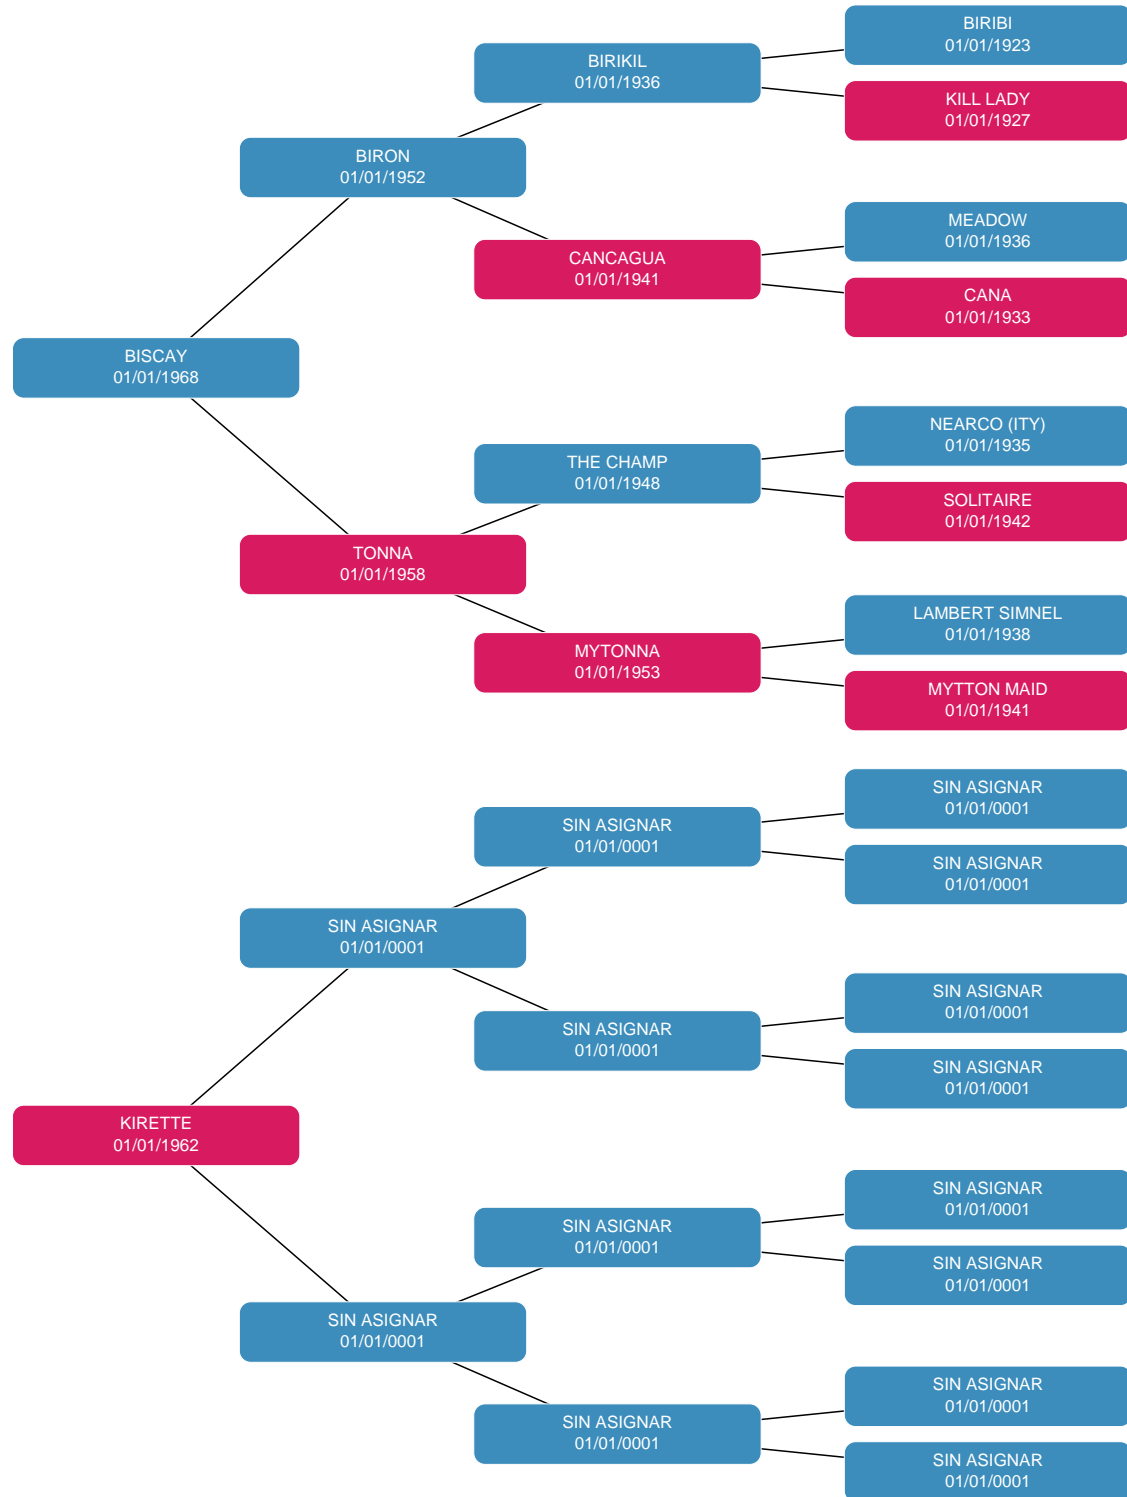 BIRIBI
01/01/1923
BIRIKIL
01/01/1936
KILL LADY
01/01/1927
BIRON
01/01/1952
MEADOW
01/01/1936
CANCAGUA
01/01/1941
CANA
01/01/1933
BISCAY
01/01/1968
NEARCO (ITY)
01/01/1935
THE CHAMP
01/01/1948
SOLITAIRE
01/01/1942
TONNA
01/01/1958
LAMBERT SIMNEL
01/01/1938
MYTONNA
01/01/1953
MYTTON MAID
01/01/1941
SIN ASIGNAR
01/01/0001
SIN ASIGNAR
01/01/0001
SIN ASIGNAR
01/01/0001
SIN ASIGNAR
01/01/0001
SIN ASIGNAR
01/01/0001
SIN ASIGNAR
01/01/0001
SIN ASIGNAR
01/01/0001
KIRETTE
01/01/1962
SIN ASIGNAR
01/01/0001
SIN ASIGNAR
01/01/0001
SIN ASIGNAR
01/01/0001
SIN ASIGNAR
01/01/0001
SIN ASIGNAR
01/01/0001
SIN ASIGNAR
01/01/0001
SIN ASIGNAR
01/01/0001